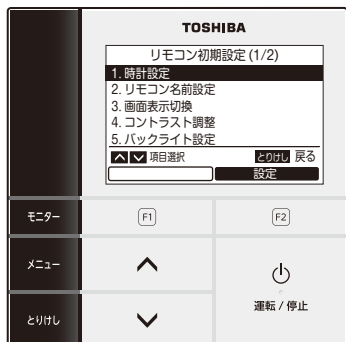 TOSHIBA
リモコン初期設定 (1/2)
1. 時計設定
2. リモコン名前設定
3. 画面表示切換
4. コントラスト調整
5. バックライト設定
項目選択 とりけし 戻る
設定
モニター F1 F2
メニュー
運転 / 停止
とりけし